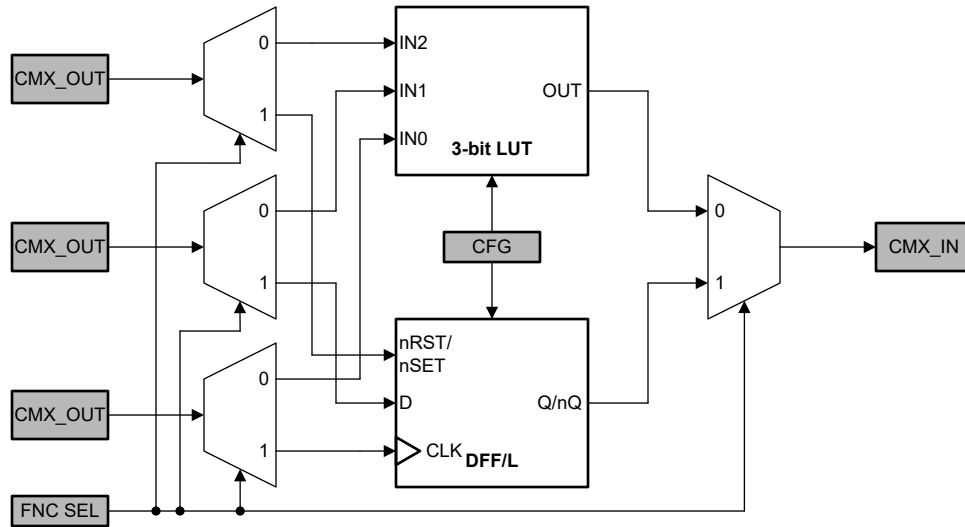 0
IN2
CMX_OUT
IN1
OUT
1
IN0
3-bit LUT
0
0
CMX_OUT
CFG
CMX_IN
1
1
nRST/
nSET
0
D
Q/nQ
CMX_OUT
1
CLK
DFF/L
FNC SEL